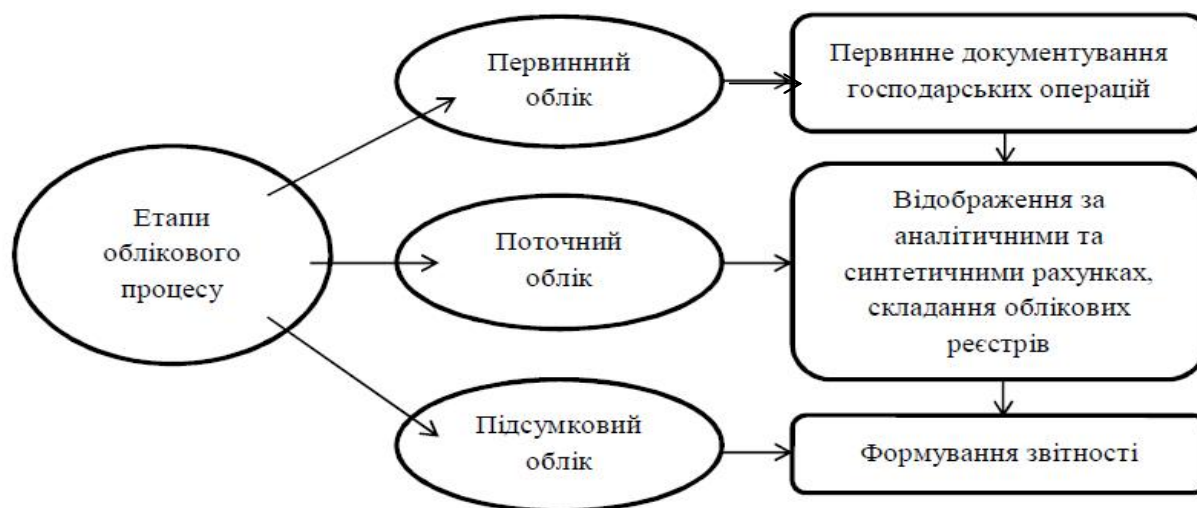 Етапи
облікового
процесу
Первинний
облік
Первинне документування
господарських операцій
Поточний
облік
Відображення за
аналітичними та
синтетичними рахунках,
складання облікових
реєстрів
Підсумковий
облік
Формування звітності